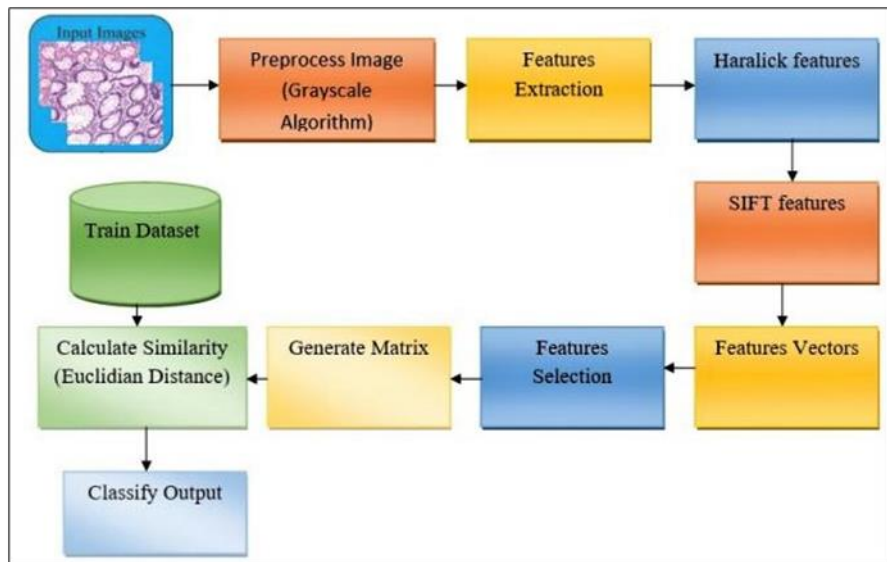 Input Images
Preprocess Image
(Grayscale
Algorithm)
Features
Extraction
Haralick features
SIFT features
Train Dataset
Calculate Similarity
(Euclidian Distance)
Generate Matrix
Features
Selection
Features Vectors
Classify Output